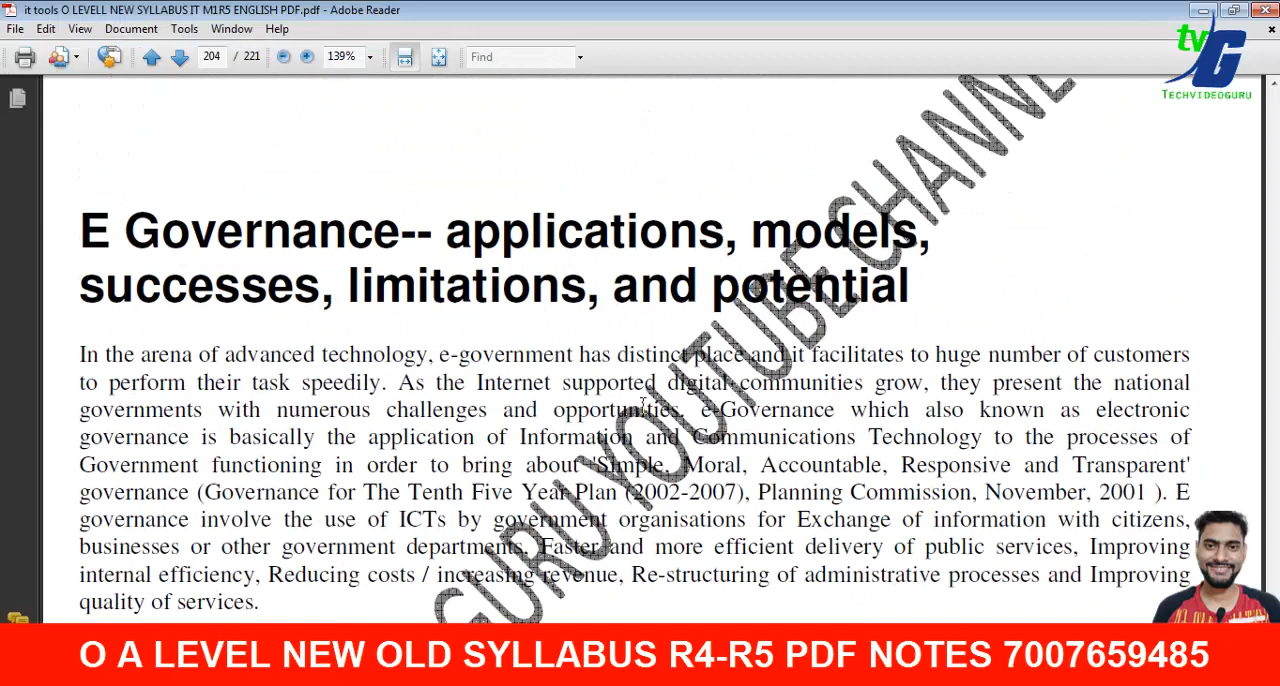 it tools O LEVELL NEW SYLLABUS IT M1R5 ENGLISH PDF.pdf - Adobe Reader
File Edit View Document Tools Window Help
204 / 221 139% Find
tvG
TECHVIDEOGURU
E Governance-- applications, models,
successes, limitations, and potential
In the arena of advanced technology, e-government has distinct place and it facilitates to huge number of customers
to perform their task speedily. As the Internet supported digital communities grow, they present the national
governments with numerous challenges and opportunities. e-Governance which also known as electronic
governance is basically the application of Information and Communications Technology to the processes of
Government functioning in order to bring about 'Simple, Moral, Accountable, Responsive and Transparent'
governance (Governance for The Tenth Five Year Plan (2002-2007), Planning Commission, November, 2001 ). E
governance involve the use of ICTs by government organisations for Exchange of information with citizens,
businesses or other government departments, Faster and more efficient delivery of public services, Improving
internal efficiency, Reducing costs / increasing revenue, Re-structuring of administrative processes and Improving
quality of services.
GURU YOUTUBE CHANNE
O A LEVEL NEW OLD SYLLABUS R4-R5 PDF NOTES 7007659485